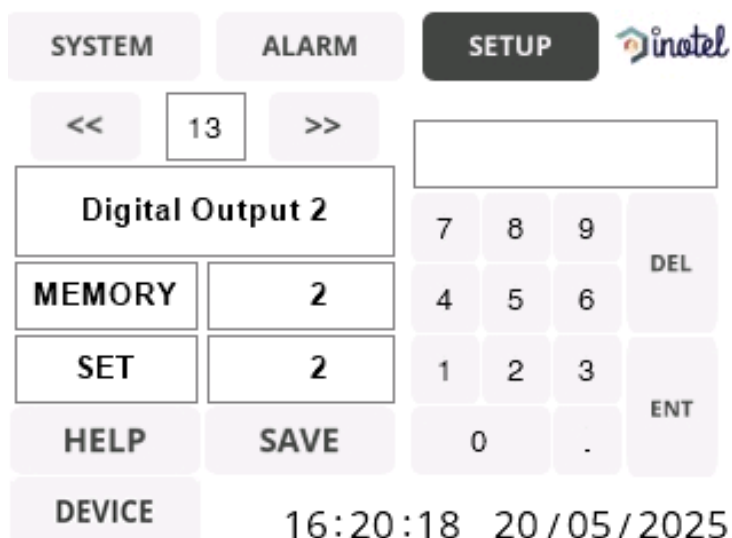 SYSTEM ALARM SETUP inotel
<< 13 >>
Digital Output 2
MEMORY 2
SET 2
7 8 9 DEL
4 5 6
1 2 3 ENT
0 .
HELP SAVE
DEVICE
16:20:18 20/05/2025